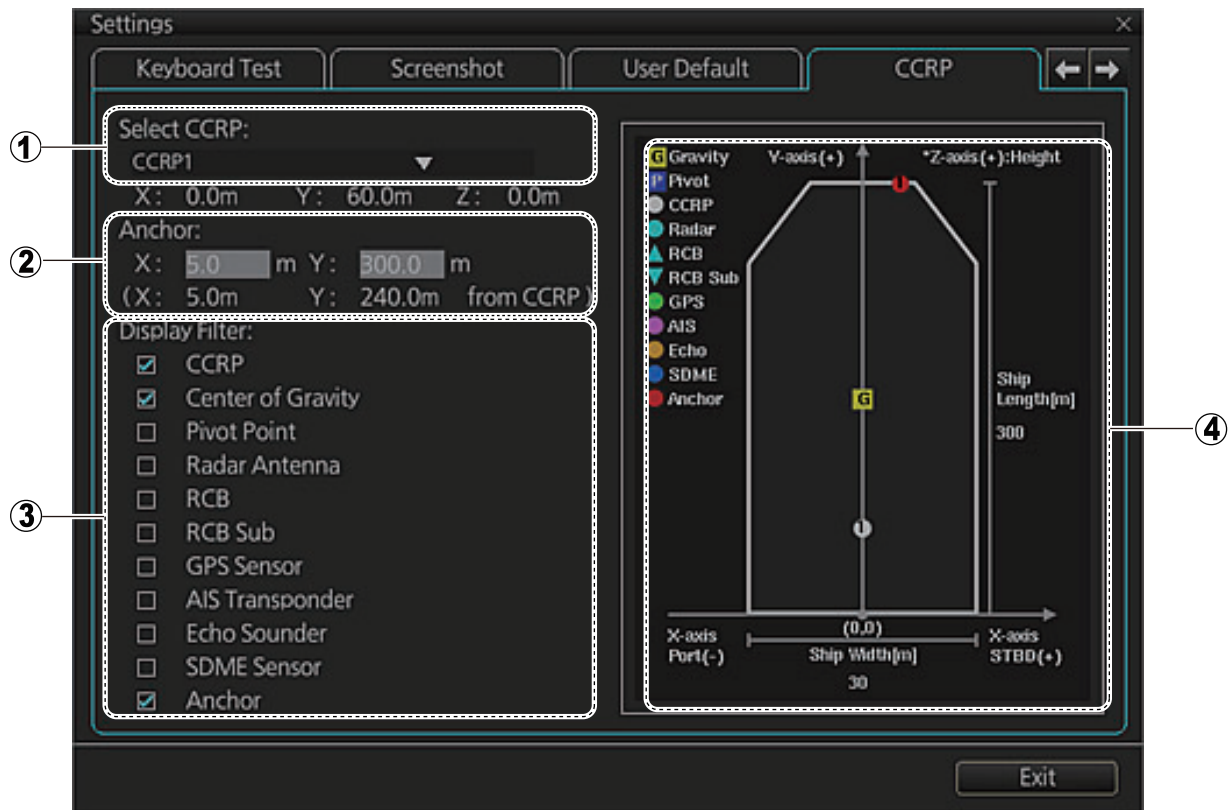 Settings
Keyboard Test
Screenshot
User Default
CCRP
1
Select CCRP:
CCRP1
X: 0.0m Y: 60.0m Z: 0.0m
2
Anchor:
X: 5.0 m Y: 300.0 m
(X: 5.0m Y: 240.0m from CCRP)
3
Display Filter:
CCRP
Center of Gravity
Pivot Point
Radar Antenna
RCB
RCB Sub
GPS Sensor
AIS Transponder
Echo Sounder
SDME Sensor
Anchor
4
G Gravity
P Pivot
CCRP
Radar
RCB
RCB Sub
GPS
AIS
Echo
SDME
Anchor
Y-axis(+)
*Z-axis(+):Height
1
G
1
Ship
Length[m]
300
(0,0)
X-axis
Port(-)
Ship Width[m]
30
X-axis
STBD(+)
Exit